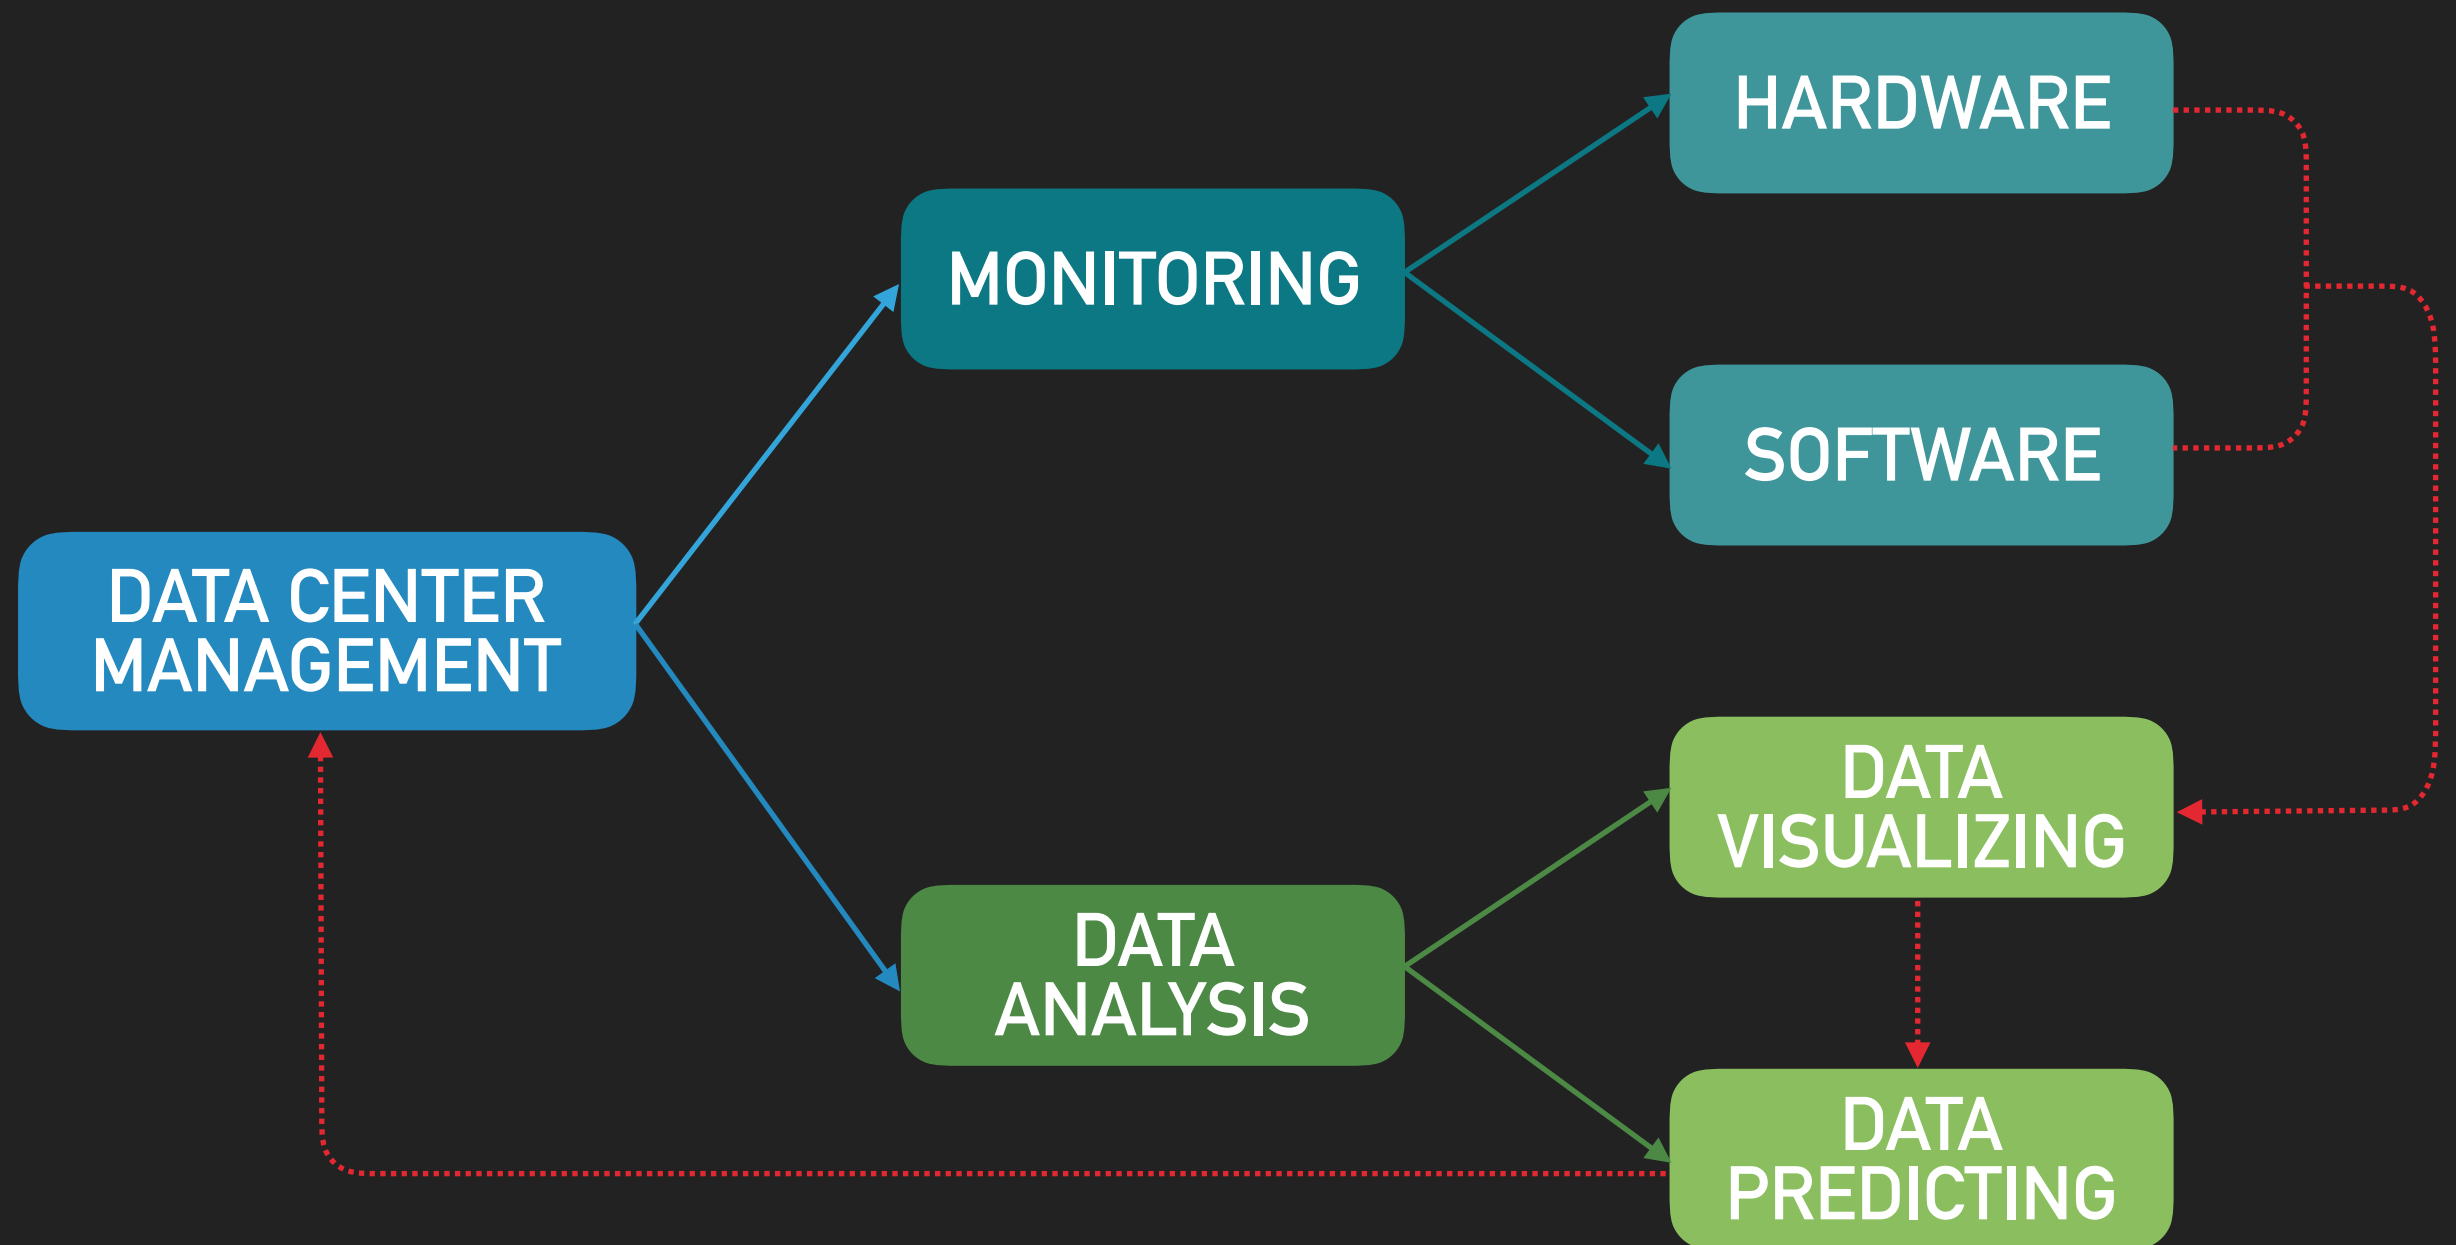 HARDWARE
MONITORING
SOFTWARE
DATA CENTER
MANAGEMENT
DATA
VISUALIZING
DATA
ANALYSIS
DATA
PREDICTING